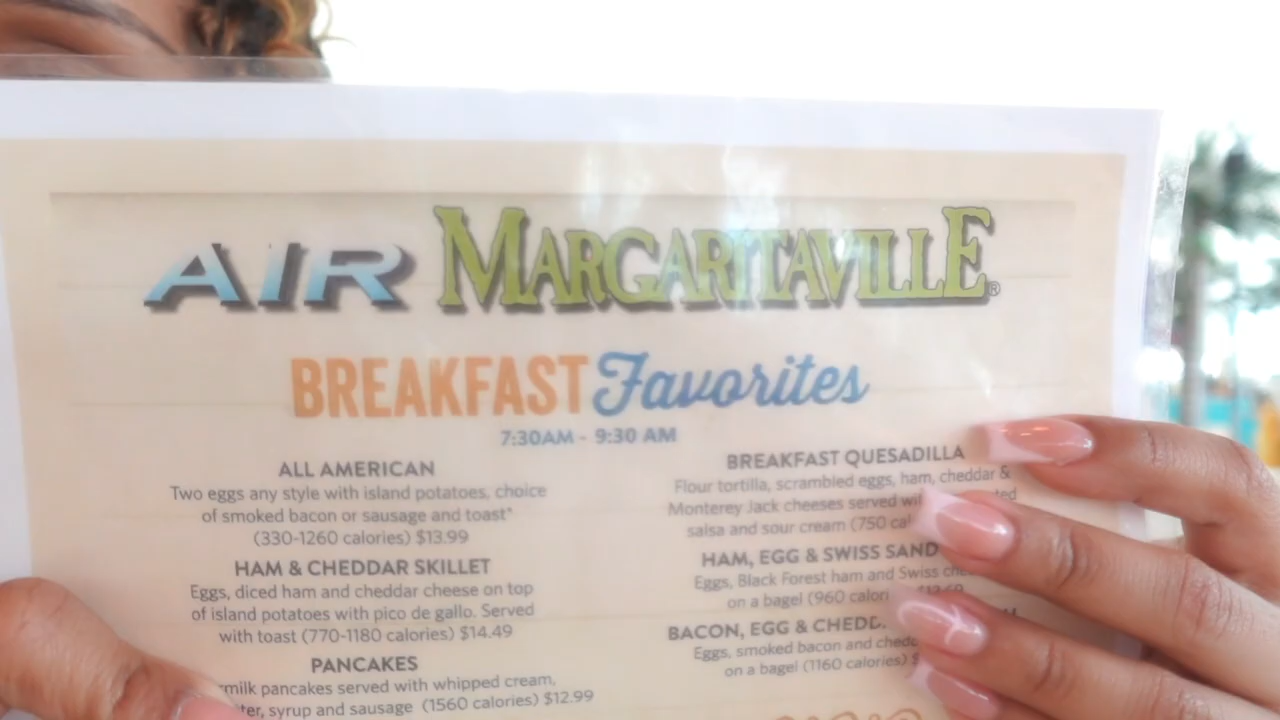 AIR MARGARITAVILLE®
BREAKFAST Favorites
7:30AM - 9:30 AM
ALL AMERICAN
Two eggs any style with island potatoes, choice
of smoked bacon or sausage and toast*
(330-1260 calories) $13.99
HAM & CHEDDAR SKILLET
Eggs, diced ham and cheddar cheese on top
of island potatoes with pico de gallo. Served
with toast (770-1180 calories) $14.49
PANCAKES
pancakes served with whipped cream,
syrup and sausage (1560 calories) $12.99
BREAKFAST QUESADILLA
Flour tortilla, scrambled eggs, ham, cheddar &
Monterey Jack cheeses served
salsa and sour cream (750
HAM, EGG & SWISS
Eggs, Black Forest ham and Swiss
on a bagel (960
BACON, EGG &
Eggs, smoked bacon and
on a bagel (1160 calories)